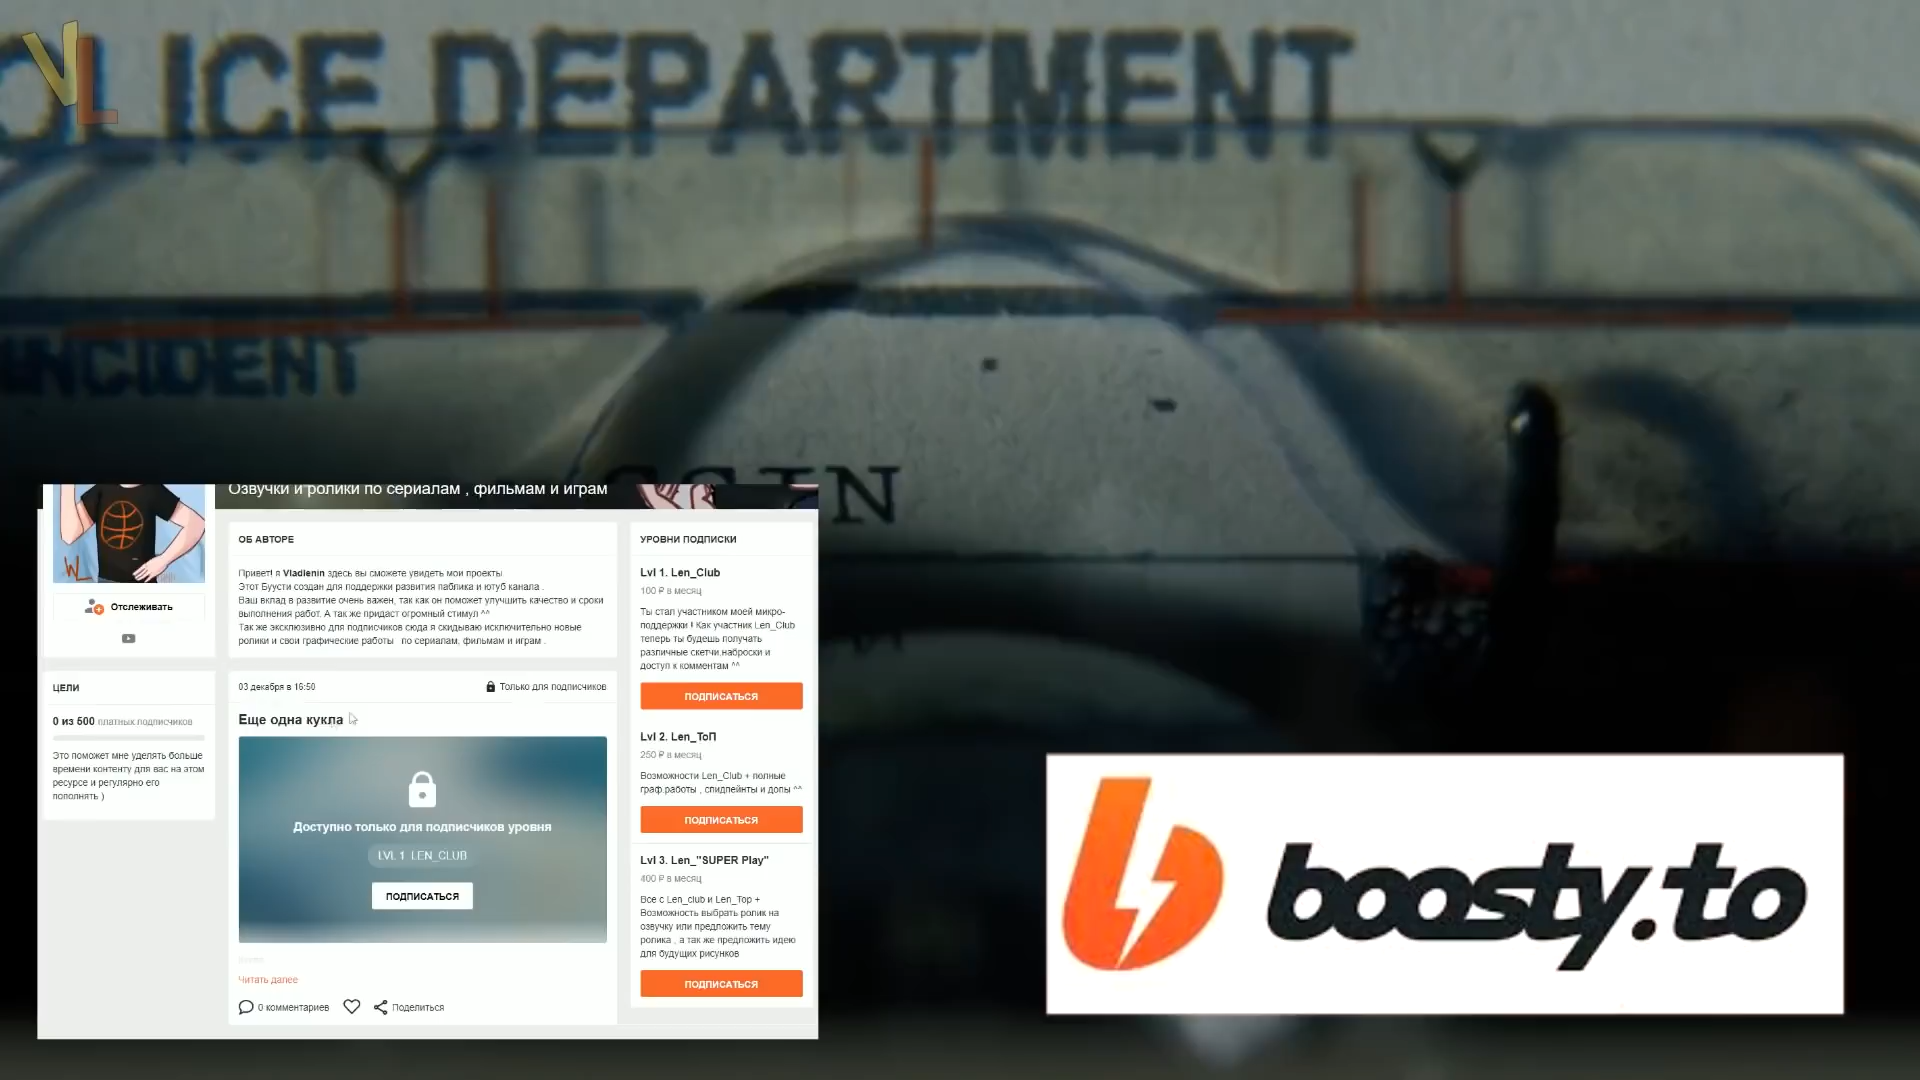 VL
OLICE DEPARTMENT
INCIDENT
Озвучки и ролики по сериалам , фильмам и играм
Отслеживать
ЦЕЛИ
0 из 500 платных подписчиков
Это поможет мне уделять больше
времени контенту для вас на этом
ресурсе и регулярно его
пополнять )
ОБ АВТОРЕ
Привет! я Vladlenin здесь вы сможете увидеть мои проекты
Этот Буусти создан для поддержки развития паблика и ютуб канала .
Ваш вклад в развитие очень важен, так как он поможет улучшить качество и сроки
выполнения работ. А так же придаст огромный стимул ^^
Так же эксклюзивно для подписчиков сюда я скидываю исключительно новые
ролики и свои графические работы по сериалам, фильмам и играм .
03 декабря в 16:50
Только для подписчиков
Еще одна кукла
Доступно только для подписчиков уровня
LVL 1 LEN_CLUB
ПОДПИСАТЬСЯ
Читать далее
0 комментариев
Поделиться
УРОВНИ ПОДПИСКИ
Lvl 1. Len_Club
100 ₽ в месяц
Ты стал участником моей микро-
поддержки ! Как участник Len_Club
теперь ты будешь получать
различные скетчи,наброски и
доступ к комментам ^^
ПОДПИСАТЬСЯ
Lvl 2. Len_ToП
250 ₽ в месяц
Возможности Len_Club + полные
граф.работы , спидпейнты и допы ^^
ПОДПИСАТЬСЯ
Lvl 3. Len_"SUPER Play"
400 ₽ в месяц
Все с Len_club и Len_Top +
Возможность выбрать ролик на
озвучку или предложить тему
ролика , а так же предложить идею
для будущих рисунков
ПОДПИСАТЬСЯ
boosty.to